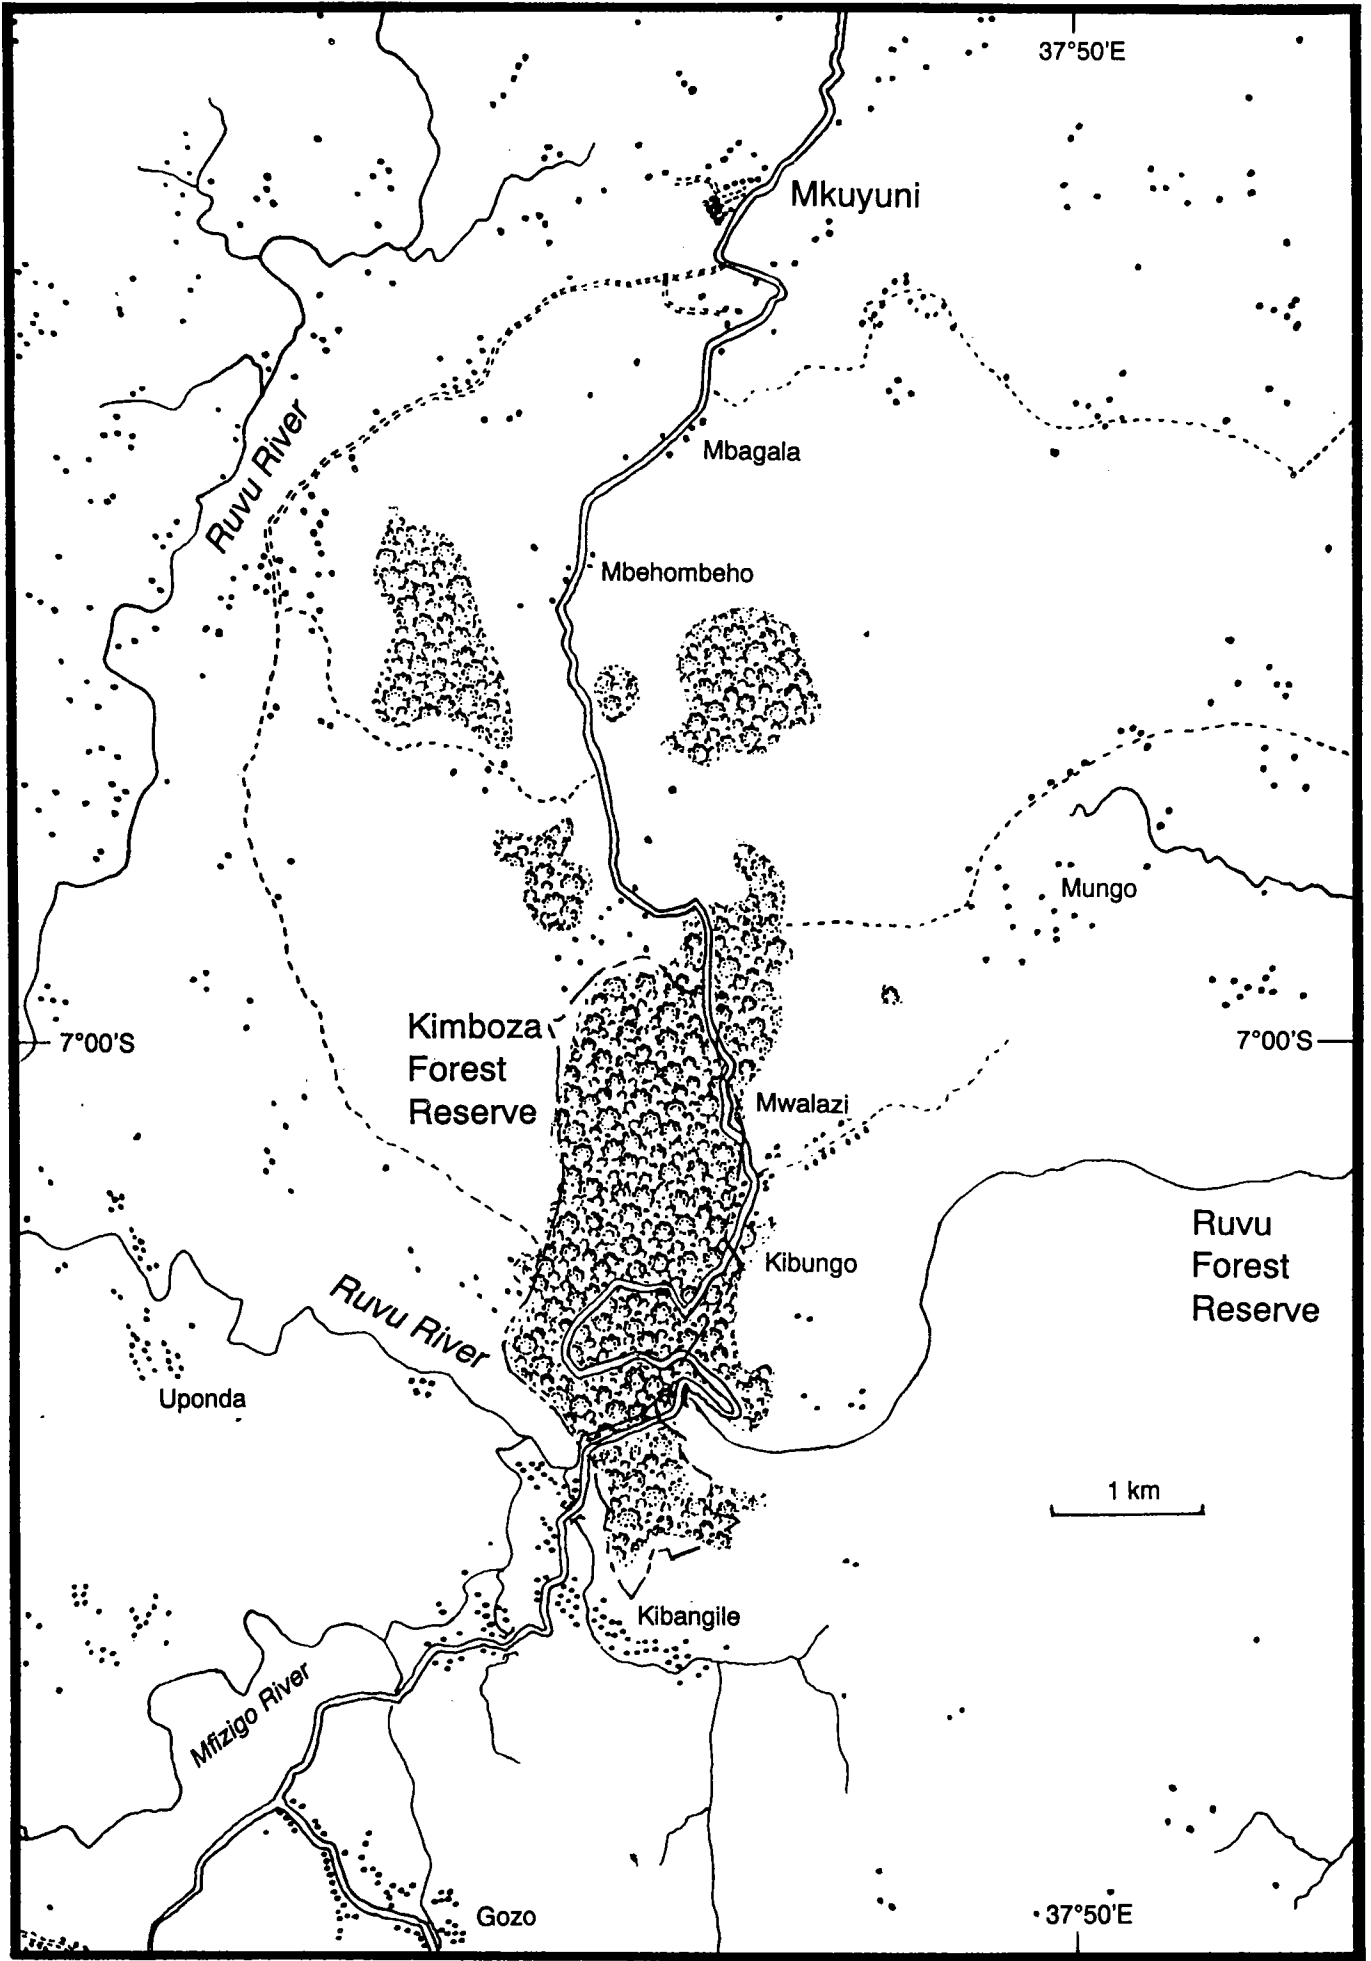 37°50'E
Mkuyuni
Ruvu River
Mbagala
Mbehombeho
Mungo
Kimboza
Forest
Reserve
7°00'S
7°00'S
Mwalazi
Ruvu
Forest
Reserve
Kibungo
Ruvu River
Uponda
1 km
Kibangile
Mfizigo River
Gozo
37°50'E